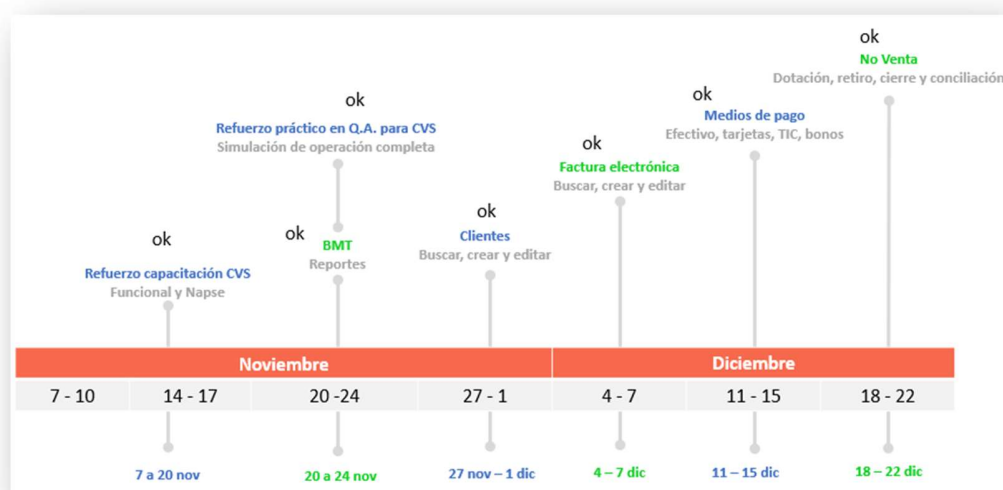 ok
No Venta
Dotación, retiro, cierre y conciliación
ok
Medios de pago
Efectivo, tarjetas, TIC, bonos
ok
Refuerzo práctico en Q.A. para CVS
Simulación de operación completa
ok
Factura electrónica
Buscar, crear y editar
ok
Clientes
Buscar, crear y editar
ok
BMT
Reportes
ok
Refuerzo capacitación CVS
Funcional y Napse
Noviembre Diciembre
7 - 10 14 - 17 20 -24 27 - 1 4 - 7 11 - 15 18 - 22
7 a 20 nov 20 a 24 nov 27 nov – 1 dic 4 – 7 dic 11 – 15 dic 18 – 22 dic